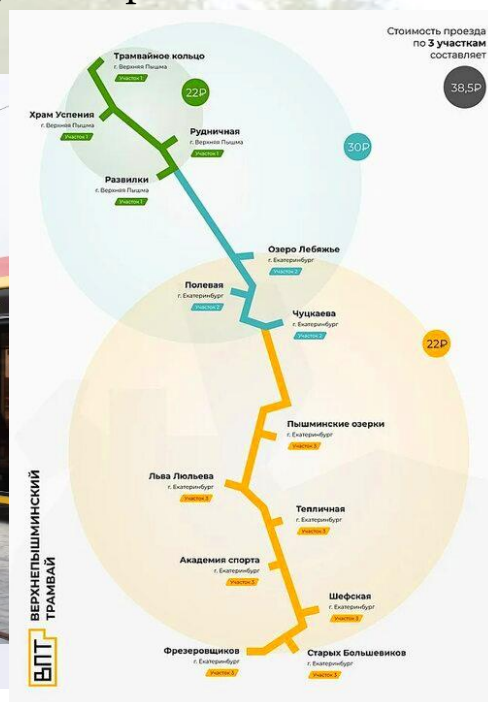 Стоимость проезда
по 3 участкам
составляет
38,5₽
Трамвайное кольцо
г. Верхняя Пышма
Участок 1
22₽
Храм Успения
г. Верхняя Пышма
Участок 1
Рудничная
г. Верхняя Пышма
Участок 1
30₽
Развилки
г. Верхняя Пышма
Участок 1
Озеро Лебяжье
г. Екатеринбург
Участок 2
Полевая
г. Екатеринбург
Участок 2
Чуцкаева
г. Екатеринбург
Участок 2
22₽
Пышминские озерки
г. Екатеринбург
Участок 3
Льва Люльева
г. Екатеринбург
Участок 3
Тепличная
г. Екатеринбург
Участок 3
Академия спорта
г. Екатеринбург
Участок 3
Шефская
г. Екатеринбург
Участок 3
Фрезеровщиков
г. Екатеринбург
Участок 3
Старых Большевиков
г. Екатеринбург
Участок 3
ВПТ
ВЕРХНЕПЫШМИНСКИЙ
ТРАМВАЙ